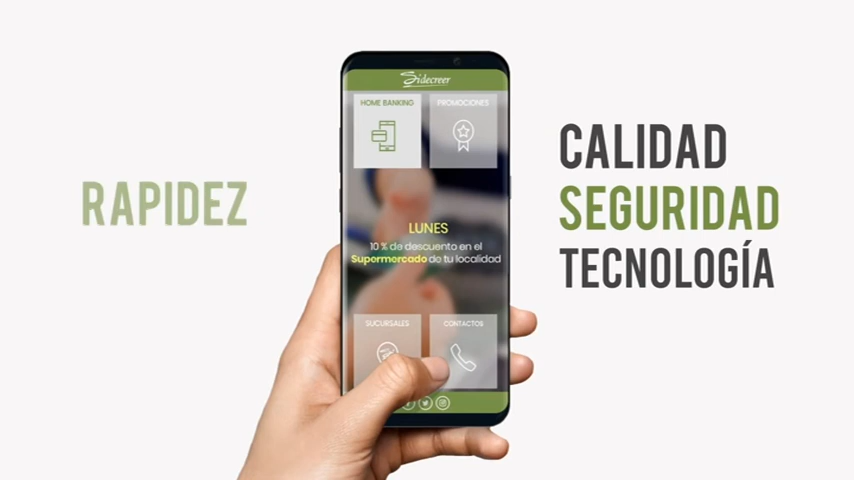 RAPIDEZ
Sidecreer
HOME BANKING
PROMOCIONES
LUNES
10 % de descuento en el
Supermercado de tu localidad
SUCURSALES
CONTACTOS
CALIDAD
SEGURIDAD
TECNOLOGÍA